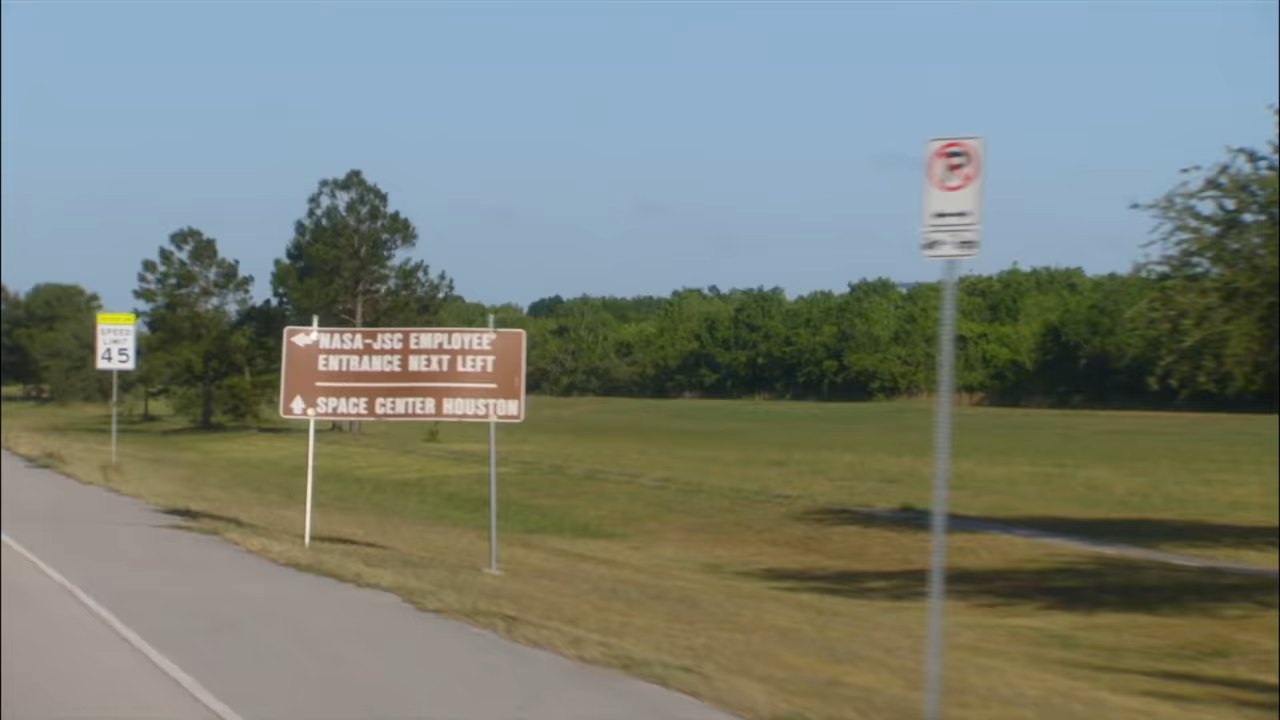 SPEED
LIMIT
45
NASA-JSC EMPLOYEE
ENTRANCE NEXT LEFT
SPACE CENTER HOUSTON
P